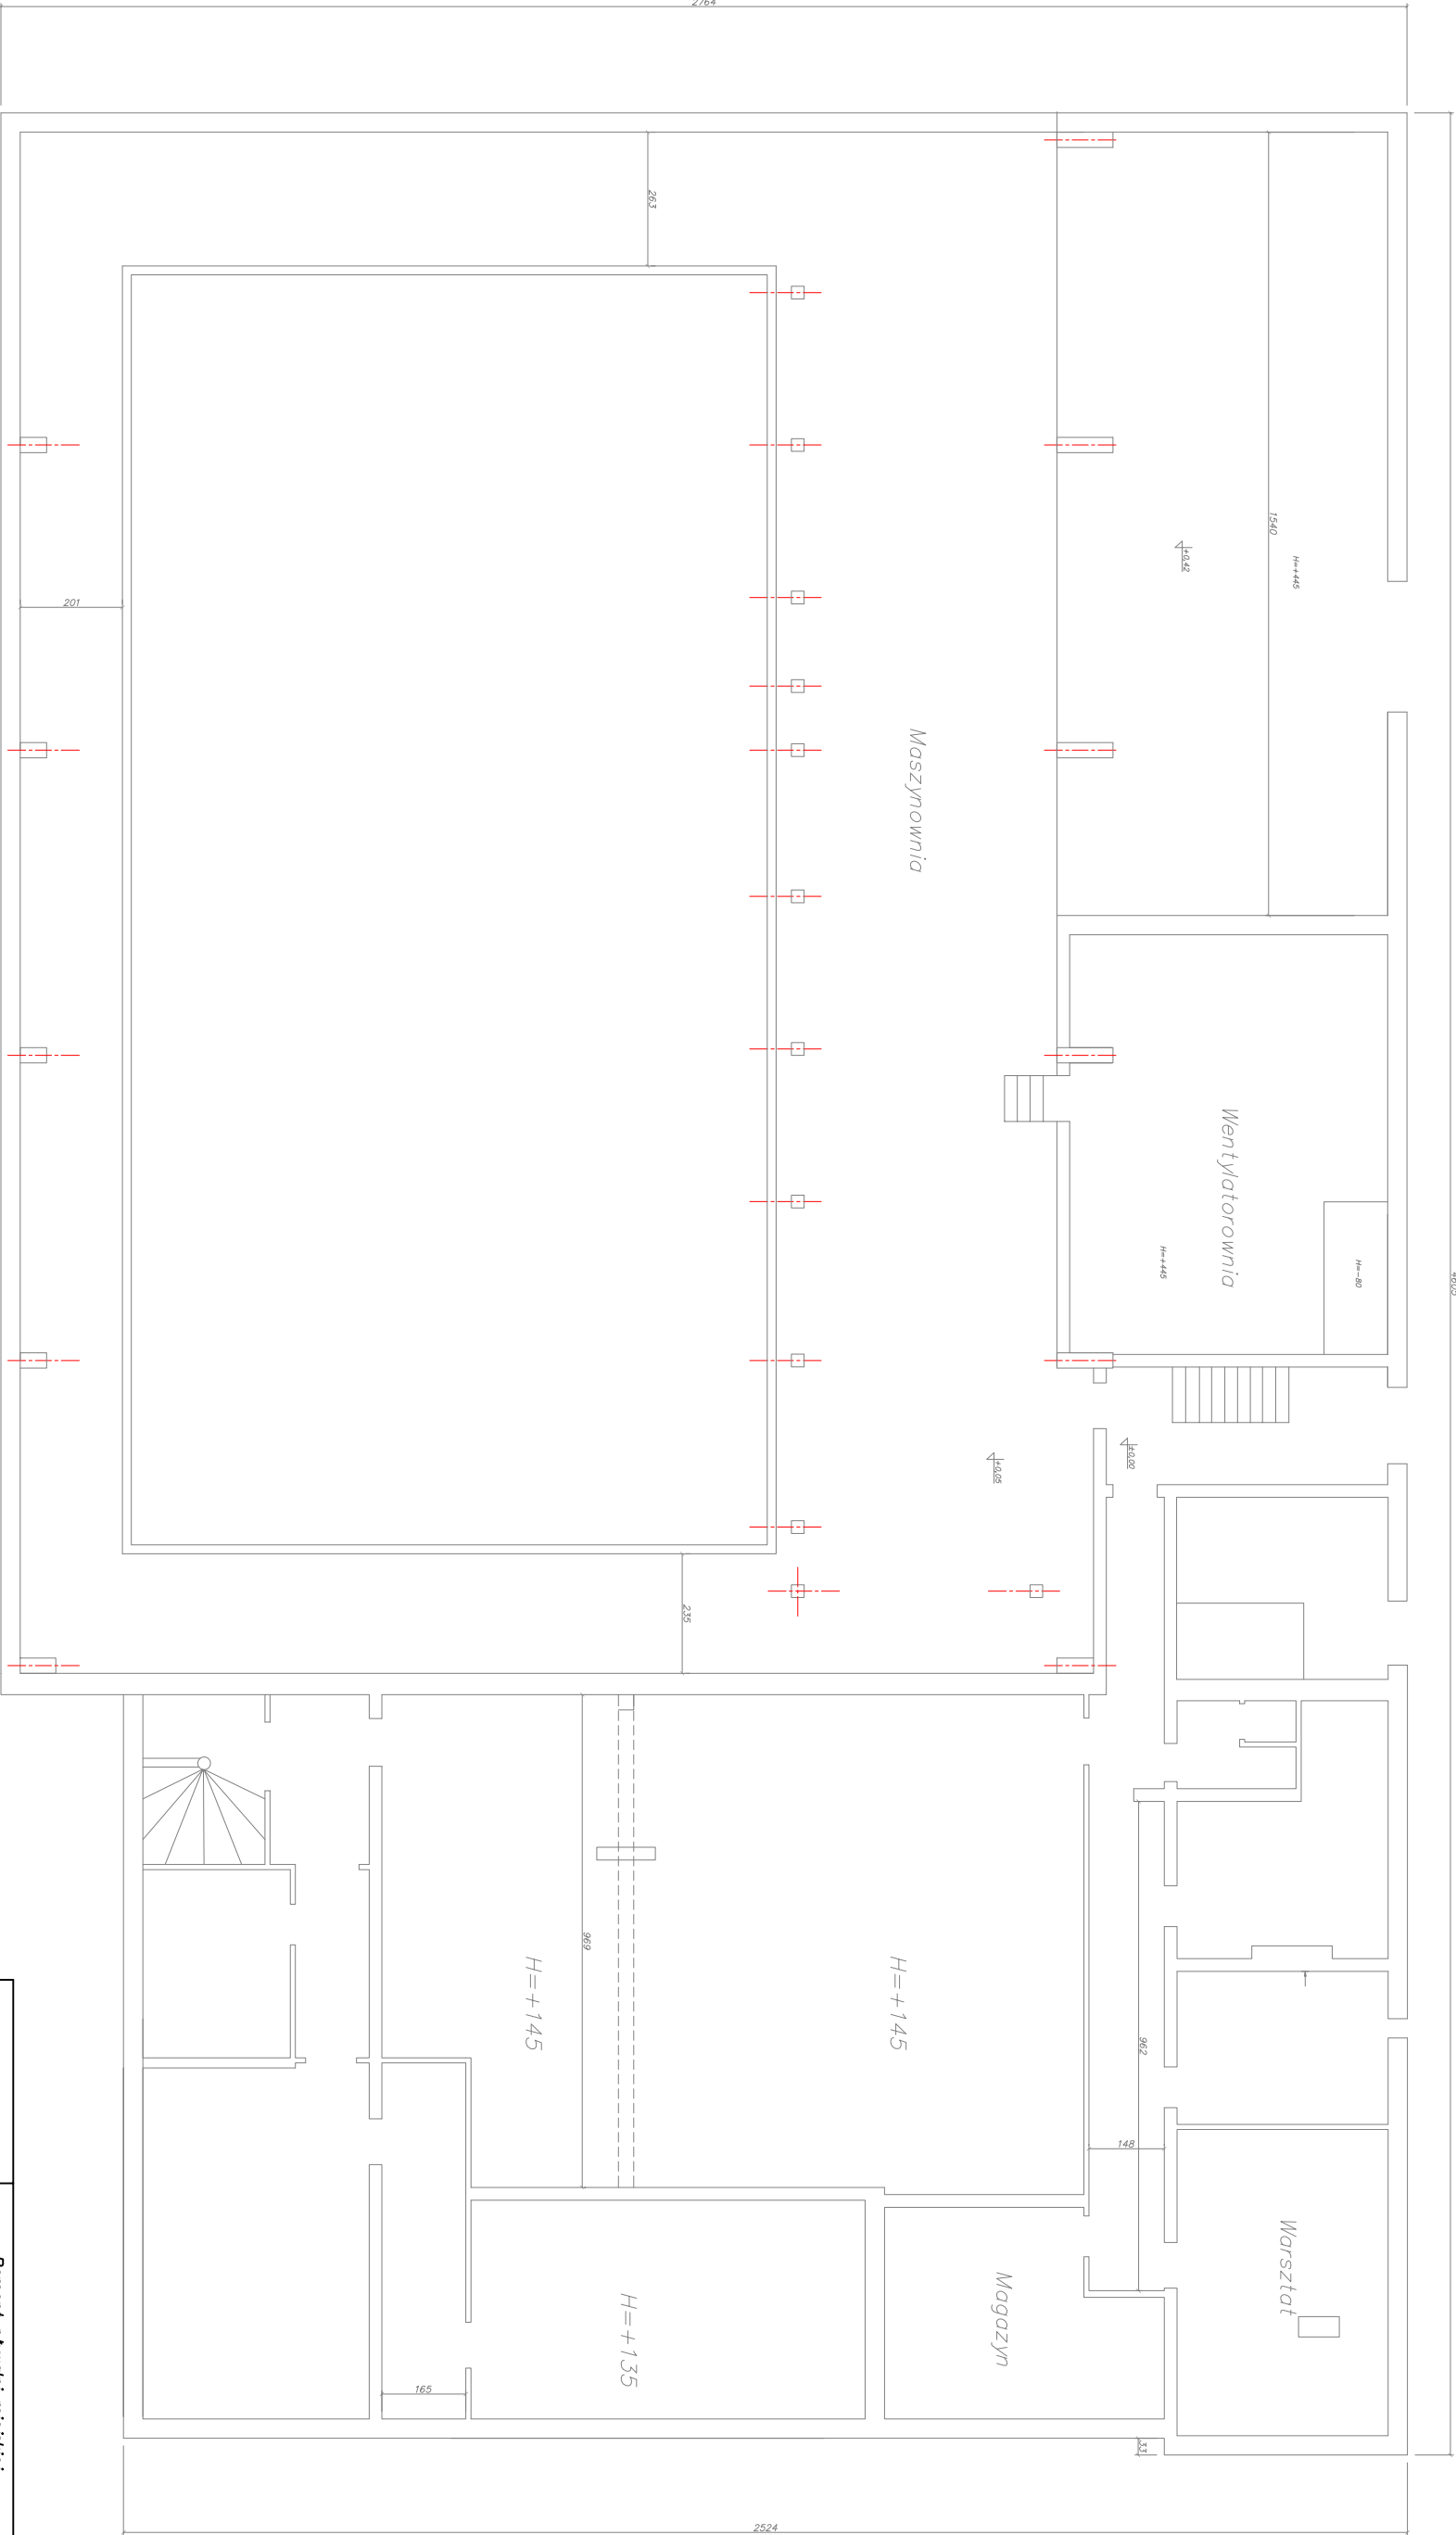 2764
263
1540
+0,42
H=+445
201
Maszynownia
Wentylatorownia
H=+445
H=-80
±0,00
+0,05
235
969
H=+145
H=+145
962
148
Warsztat
Magazyn
H=+135
165
33
2524